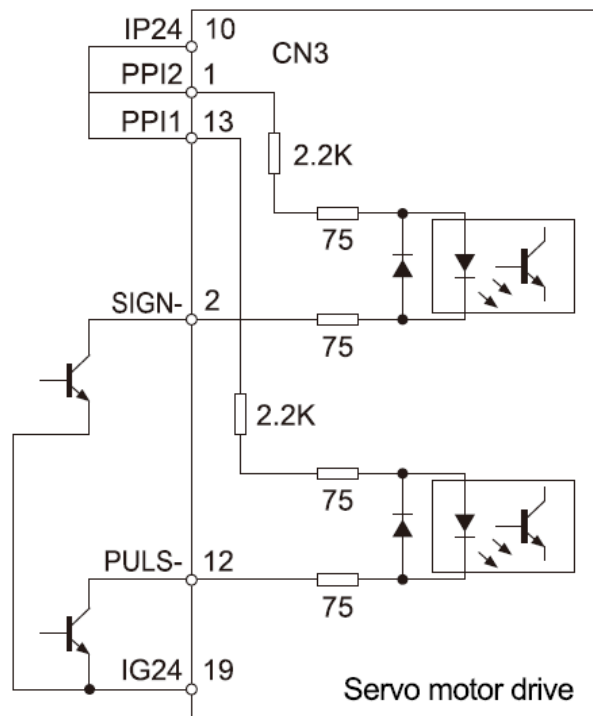 IP24 10
CN3
PPI2 1
PPI1 13
2.2K
75
SIGN- 2
75
2.2K
75
PULS- 12
75
IG24 19
Servo motor drive